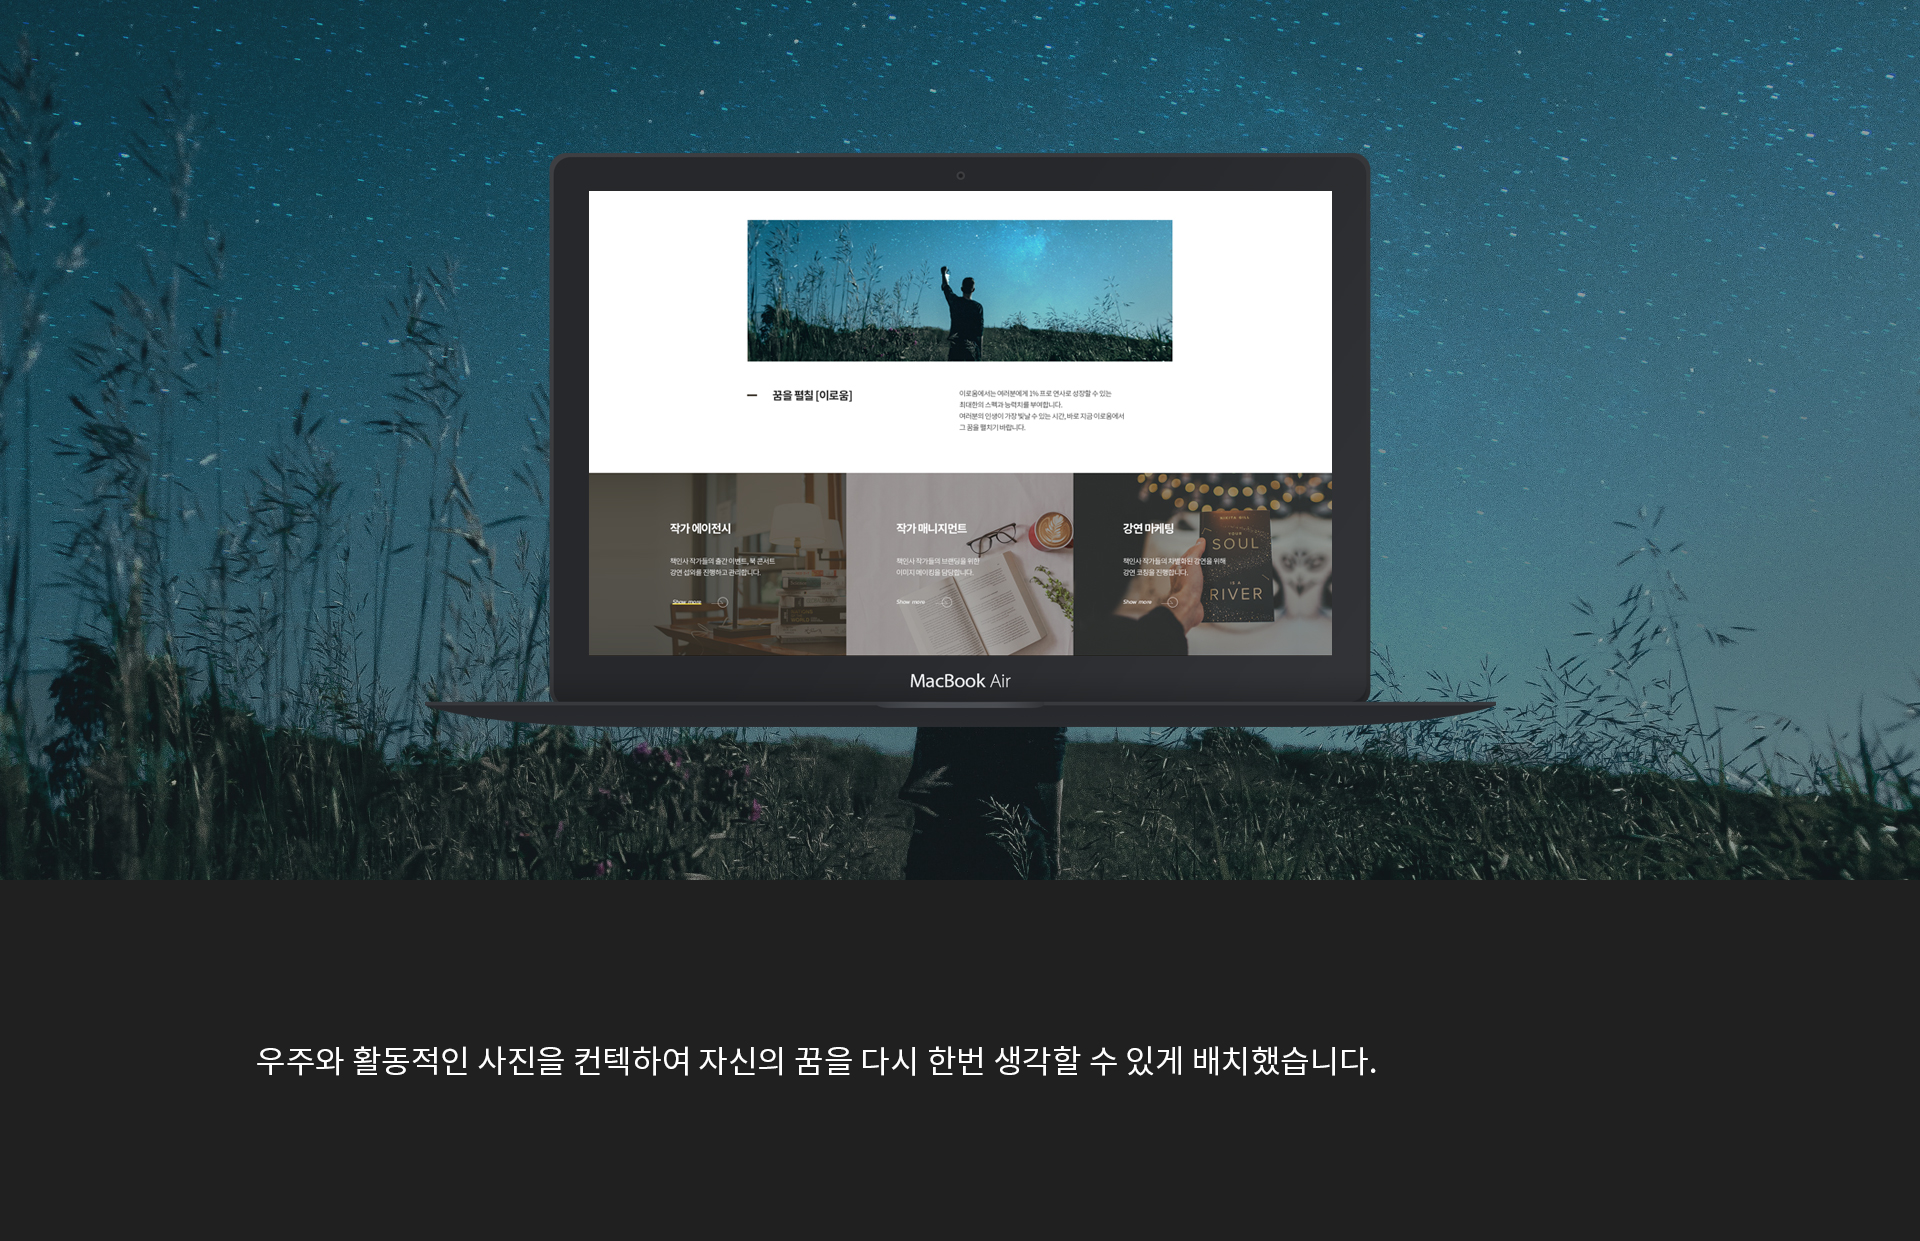 꿈을 펼칠 [이로움]
이로움에서는 여러분에게 1% 프로 연사로 성장할 수 있는
최대한의 스펙과 능력치를 부여합니다.
여러분의 인생이 가장 빛날 수 있는 시간, 바로 지금 이로움에서
그 꿈을 펼치기 바랍니다.
작가 에이전시
책인사 작가들의 출간 이벤트, 북 콘서트
강연 섭외를 진행하고 관리합니다.
Show more
작가 매니지먼트
책인사 작가들의 브랜딩을 위한
이미지 메이킹을 담당합니다.
Show more
강연 마케팅
책인사 작가들의 차별화된 강연을 위해
강연 코칭을 진행합니다.
Show more
YOUR
SOUL
IS A
RIVER
MacBook Air
우주와 활동적인 사진을 컨텍하여 자신의 꿈을 다시 한번 생각할 수 있게 배치했습니다.